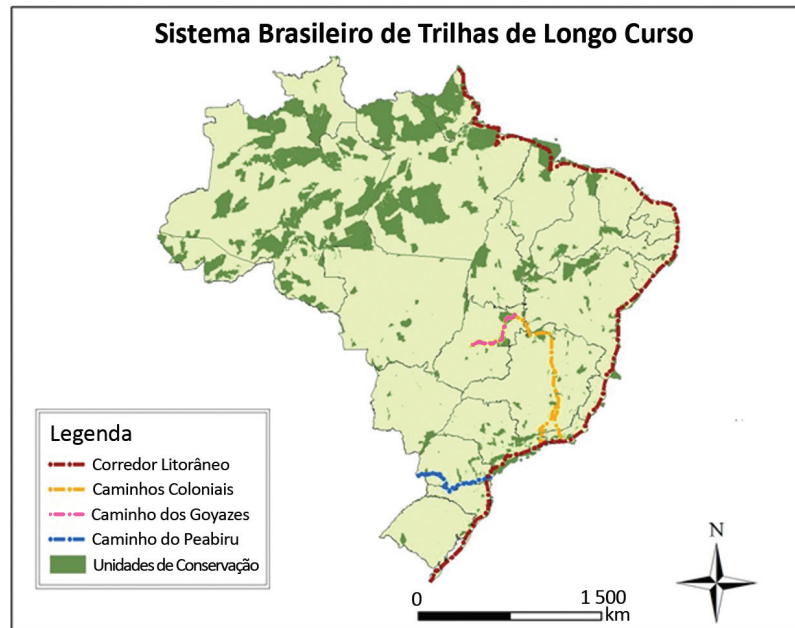 Sistema Brasileiro de Trilhas de Longo Curso
Legenda
Corredor Litorâneo
Caminhos Coloniais
Caminho dos Goyazes
Caminho do Peabiru
Unidades de Conservação
N
0 1 500
km